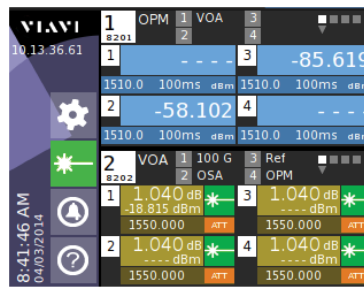 VIAVI
10.13.36.61
8:41:46 AM
04/03/2014
1 OPM 1 VOA 3
8201 2 4
1 - - - -
1510.0 100ms dBm
3 -85.619
1510.0 100ms dBm
2 -58.102
1510.0 100ms dBm
4 - - -
1510.0 100ms dBm
2 VOA 1 100 G 3 Ref
8202 2 OSA 4 OPM
1 1.040 dB
-18.815 dBm
1550.000 ATT
3 1.040 dB
- - - - dBm
1550.000 ATT
2 1.040 dB
- - - - dBm
1550.000 ATT
4 1.040 dB
- - - - dBm
1550.000 ATT